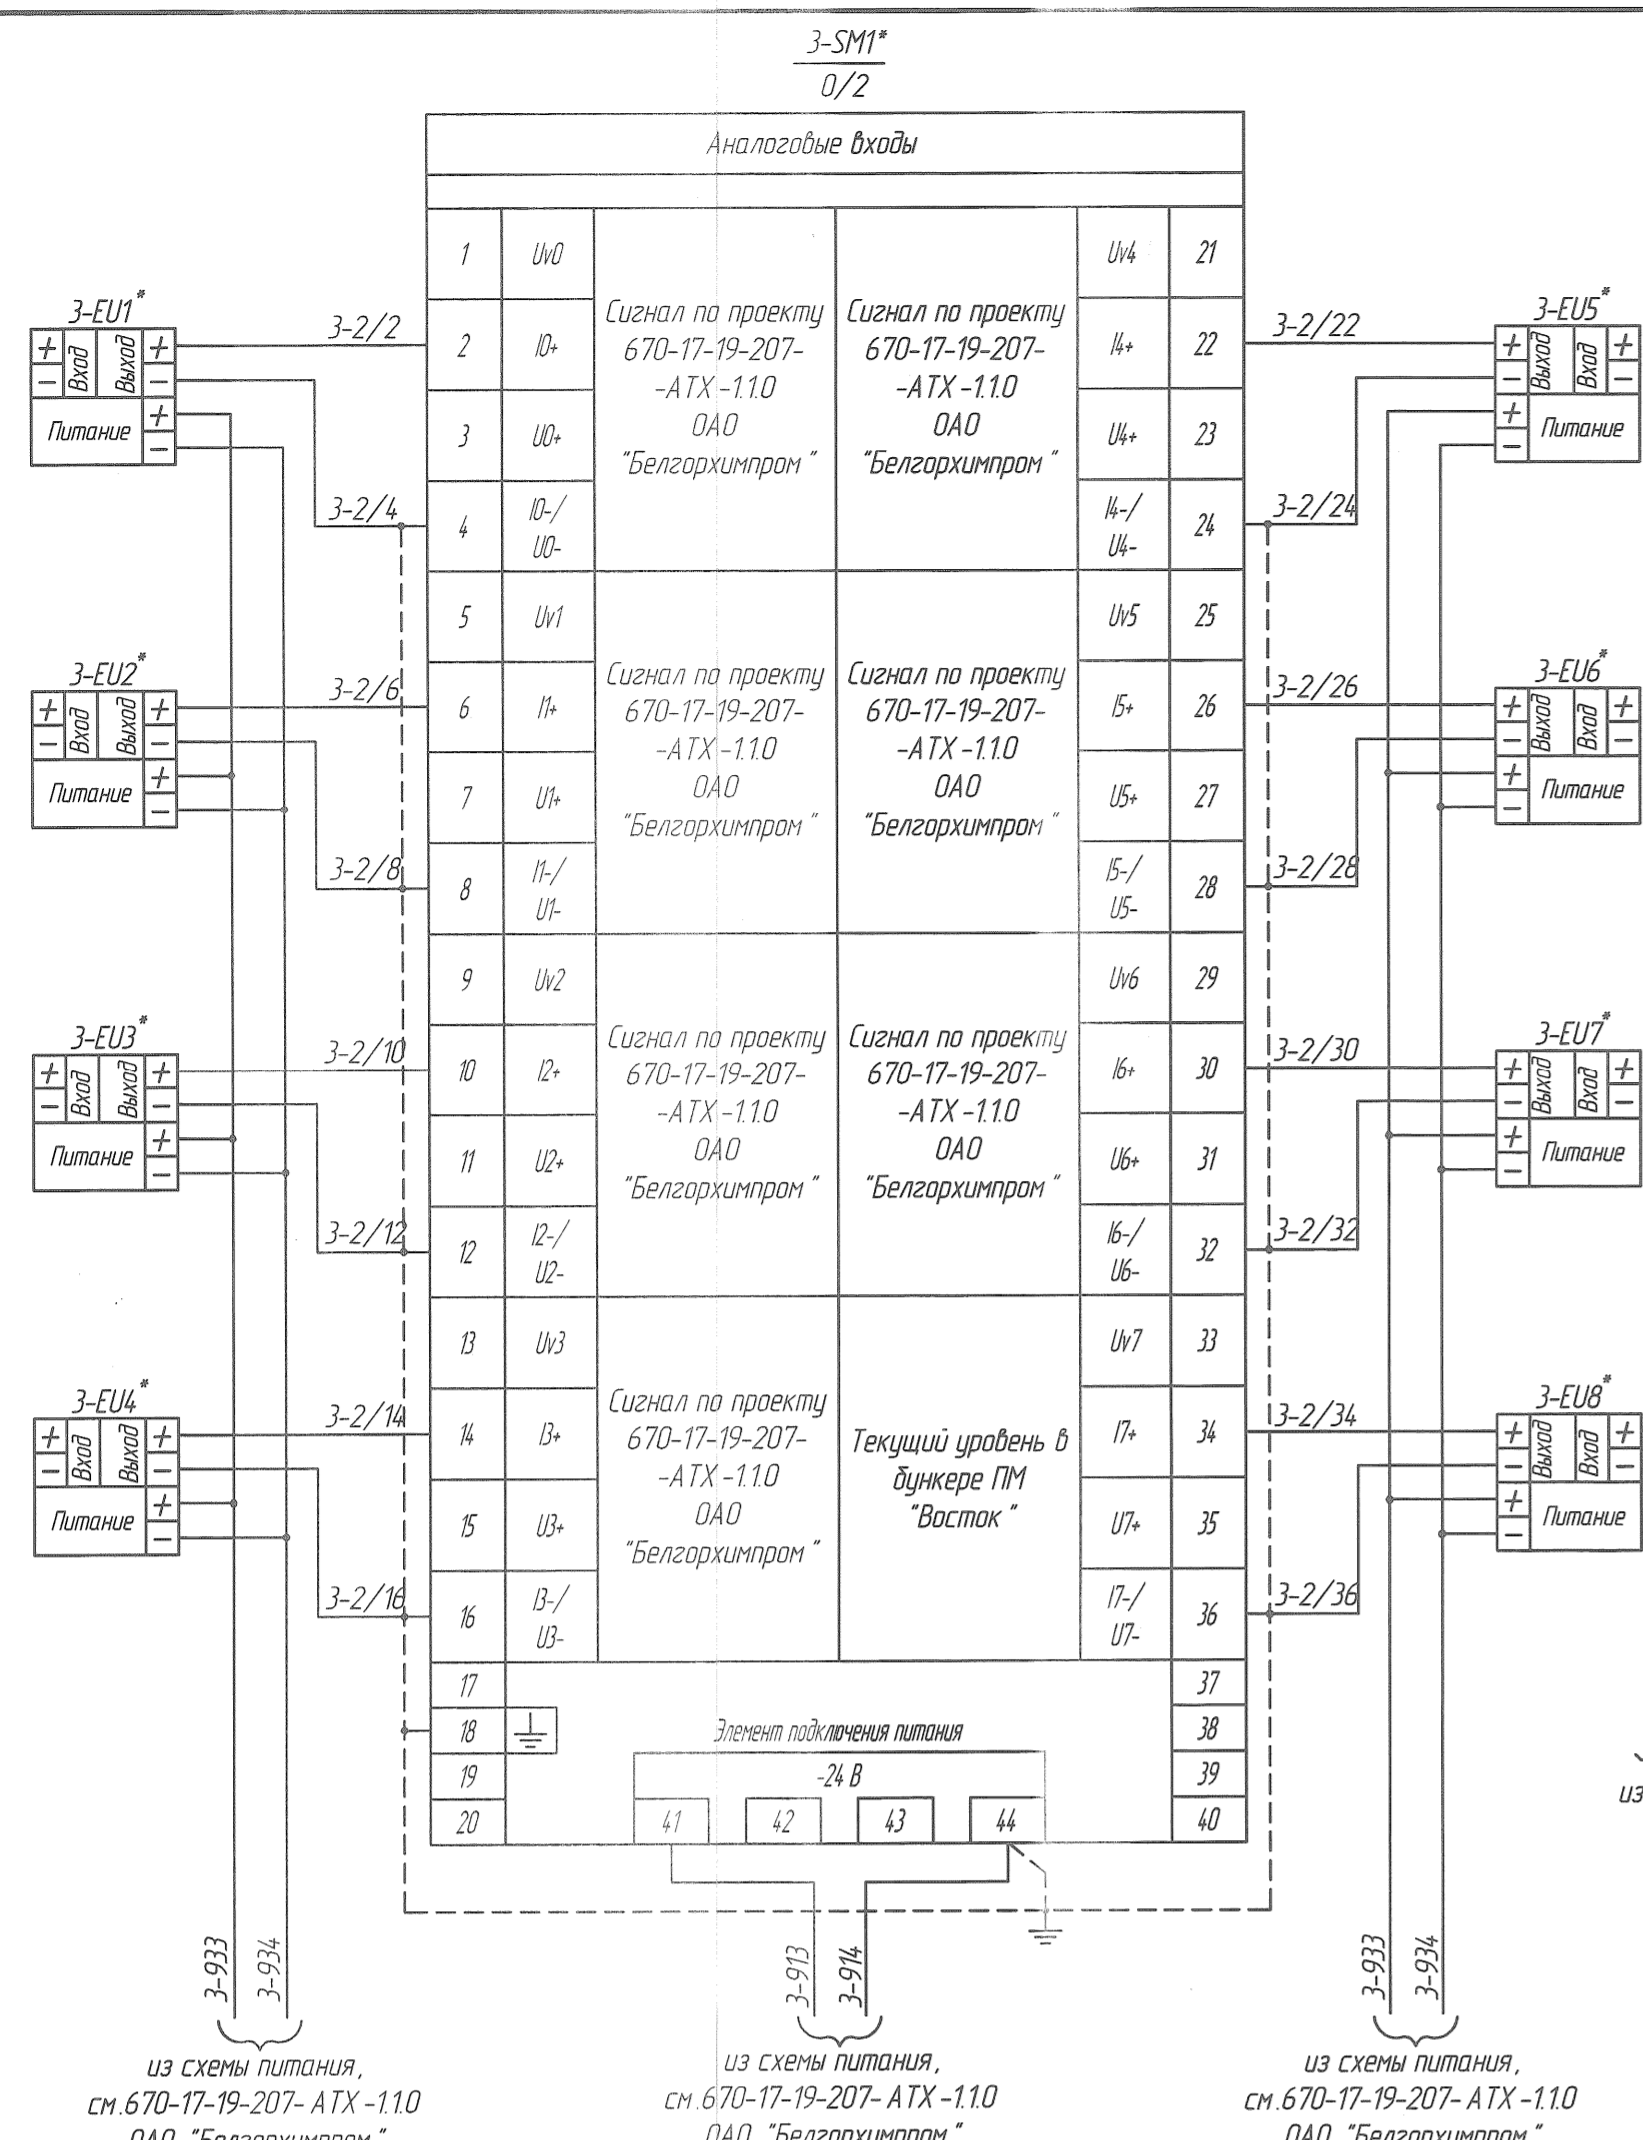 3-SM1*
0/2
Аналоговые входы
1 Uv0
2 I0+
3 U0+
4 I0-/
U0-
Сигнал по проекту
670-17-19-207-
-АТХ-1.1.0
ОАО
"Белгорхимпром"
Сигнал по проекту
670-17-19-207-
-АТХ-1.1.0
ОАО
"Белгорхимпром"
Uv4 21
I4+ 22
U4+ 23
I4-/ 24
U4-
5 Uv1
6 I1+
7 U1+
8 I1-/
U1-
Сигнал по проекту
670-17-19-207-
-АТХ-1.1.0
ОАО
"Белгорхимпром"
Сигнал по проекту
670-17-19-207-
-АТХ-1.1.0
ОАО
"Белгорхимпром"
Uv5 25
I5+ 26
U5+ 27
I5-/ 28
U5-
9 Uv2
10 I2+
11 U2+
12 I2-/
U2-
Сигнал по проекту
670-17-19-207-
-АТХ-1.1.0
ОАО
"Белгорхимпром"
Сигнал по проекту
670-17-19-207-
-АТХ-1.1.0
ОАО
"Белгорхимпром"
Uv6 29
I6+ 30
U6+ 31
I6-/ 32
U6-
13 Uv3
14 I3+
15 U3+
16 I3-/
U3-
Сигнал по проекту
670-17-19-207-
-АТХ-1.1.0
ОАО
"Белгорхимпром"
Текущий уровень в
бункере ПМ
"Восток"
Uv7 33
I7+ 34
U7+ 35
I7-/ 36
U7-
17 37
18 Элемент подключения питания 38
19 -24 В 39
20 41 42 43 44 40
3-EU1*
+ Вход Выход +
- -
Питание +
-
3-2/2
3-2/4
3-EU2*
+ Вход Выход +
- -
Питание +
-
3-2/6
3-2/8
3-EU3*
+ Вход Выход +
- -
Питание +
-
3-2/10
3-2/12
3-EU4*
+ Вход Выход +
- -
Питание +
-
3-2/14
3-2/16
3-EU5*
+ Выход Вход +
- -
+ Питание
-
3-2/22
3-2/24
3-EU6*
+ Выход Вход +
- -
+ Питание
-
3-2/26
3-2/28
3-EU7*
+ Выход Вход +
- -
+ Питание
-
3-2/30
3-2/32
3-EU8*
+ Выход Вход +
- -
+ Питание
-
3-2/34
3-2/36
из
3-933
3-934
из схемы питания,
см.670-17-19-207-АТХ-1.1.0
ОАО "Белгорхимпром"
3-913
3-914
из схемы питания,
см.670-17-19-207-АТХ-1.1.0
ОАО "Белгорхимпром"
3-933
3-934
из схемы питания,
см.670-17-19-207-АТХ-1.1.0
ОАО "Белгорхимпром"